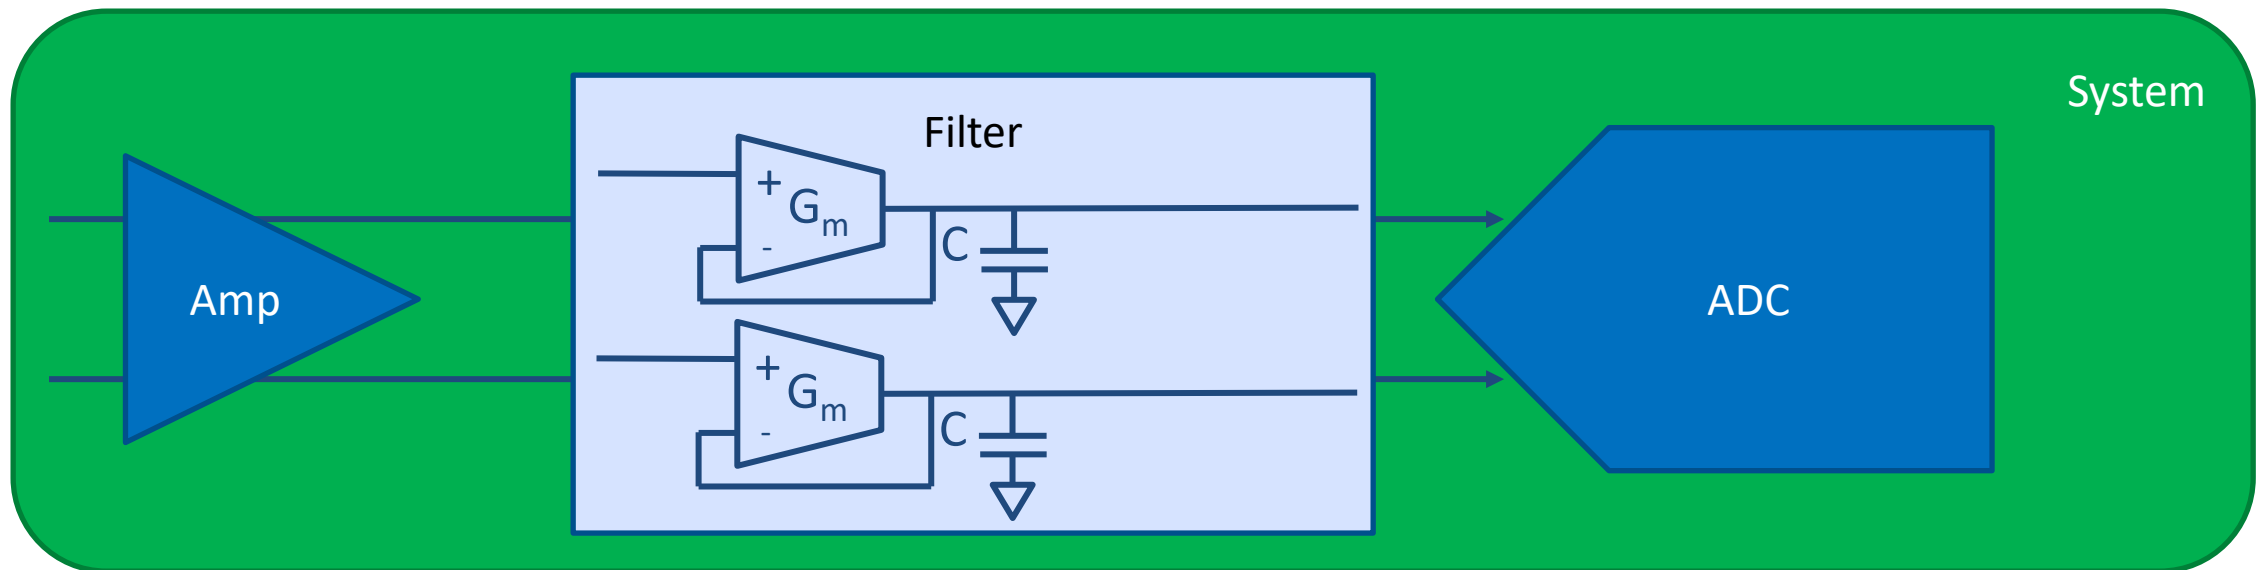 System
Filter
+
Gm
-
C
Amp
ADC
+
Gm
-
C